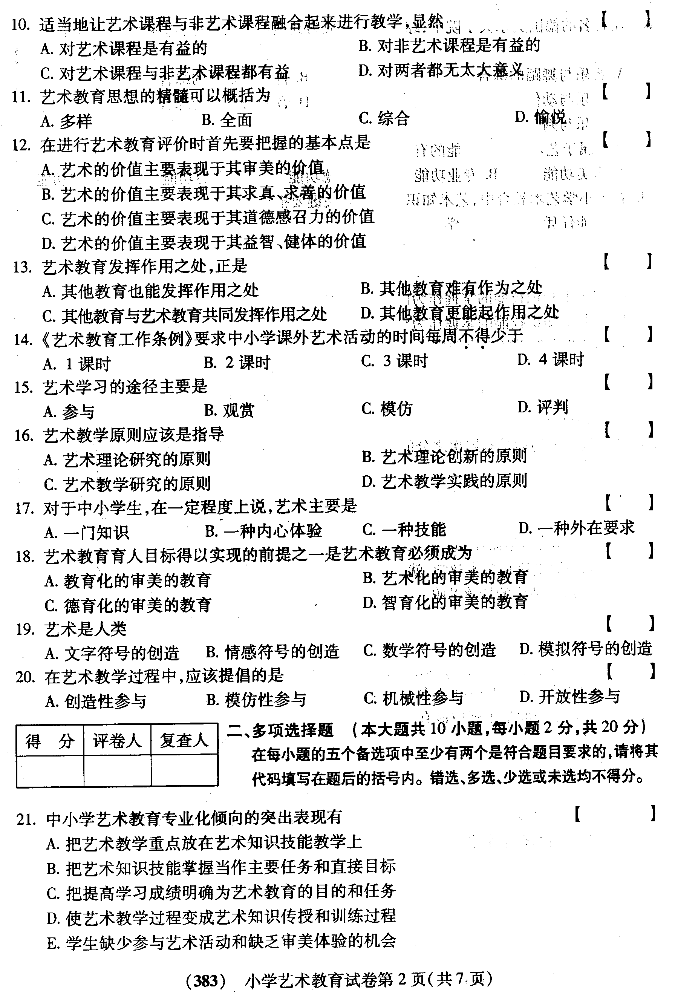 10. 适当地让艺术课程与非艺术课程融合起来进行教学,显然【 】
A. 对艺术课程是有益的 B. 对非艺术课程是有益的
C. 对艺术课程与非艺术课程都有益 D. 对两者都无太大意义
11. 艺术教育思想的精髓可以概括为【 】
A. 多样 B. 全面 C. 综合 D. 愉悦
12. 在进行艺术教育评价时首先要把握的基本点是【 】
A. 艺术的价值主要表现于其审美的价值
B. 艺术的价值主要表现于其求真、求善的价值
C. 艺术的价值主要表现于其道德感召力的价值
D. 艺术的价值主要表现于其益智、健体的价值
13. 艺术教育发挥作用之处,正是【 】
A. 其他教育也能发挥作用之处 B. 其他教育难有作为之处
C. 其他教育与艺术教育共同发挥作用之处 D. 其他教育更能起作用之处
14.《艺术教育工作条例》要求中小学课外艺术活动的时间每周不得少于【 】
A. 1 课时 B. 2 课时 C. 3 课时 D. 4 课时
15. 艺术学习的途径主要是【 】
A. 参与 B. 观赏 C. 模仿 D. 评判
16. 艺术教学原则应该是指导【 】
A. 艺术理论研究的原则 B. 艺术理论创新的原则
C. 艺术教学研究的原则 D. 艺术教学实践的原则
17. 对于中小学生,在一定程度上说,艺术主要是【 】
A. 一门知识 B. 一种内心体验 C. 一种技能 D. 一种外在要求
18. 艺术教育育人目标得以实现的前提之一是艺术教育必须成为【 】
A. 教育化的审美的教育 B. 艺术化的审美的教育
C. 德育化的审美的教育 D. 智育化的审美的教育
19. 艺术是人类【 】
A. 文字符号的创造 B. 情感符号的创造 C. 数学符号的创造 D. 模拟符号的创造
20. 在艺术教学过程中,应该提倡的是【 】
A. 创造性参与 B. 模仿性参与 C. 机械性参与 D. 开放性参与
得 分 评卷人 复查人
二、多项选择题 (本大题共 10 小题,每小题 2 分,共 20 分)
在每小题的五个备选项中至少有两个是符合题目要求的,请将其
代码填写在题后的括号内。错选、多选、少选或未选均不得分。
21. 中小学艺术教育专业化倾向的突出表现有【 】
A. 把艺术教学重点放在艺术知识技能教学上
B. 把艺术知识技能掌握当作主要任务和直接目标
C. 把提高学习成绩明确为艺术教育的目的和任务
D. 使艺术教学过程变成艺术知识传授和训练过程
E. 学生缺少参与艺术活动和缺乏审美体验的机会
(383) 小学艺术教育试卷第 2 页(共 7 页)